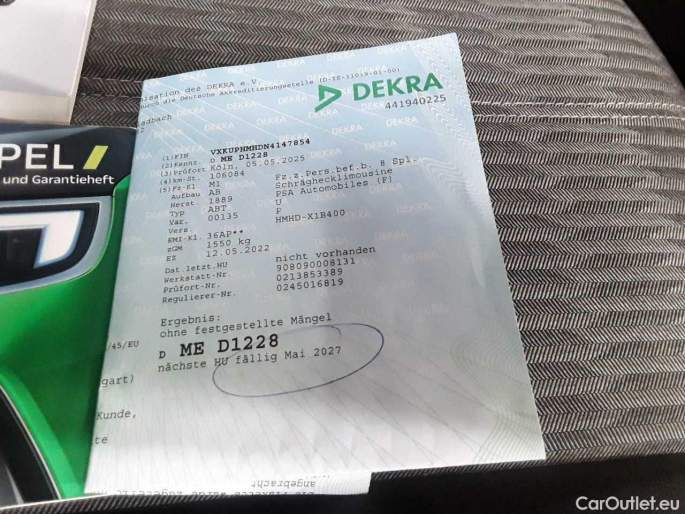 isation des DEKRA e.V.
durch die Deutsche Akkreditierungsstelle (D-IS-11019-01-00)
DEKRA
441940225
adbach
2
(1)FIN VXKUPHMHDN4147854
(2)Kennz. D ME D1228
(3)Prüfort Köln, 05.05.2025
(4)km-St. 106084 Fz.z.Pers.bef.b. 8 Spl.
(5)Fz-Kl M1 Schräghecklimousine
Aufbau AB PSA Automobiles (F)
Herst. 1889 U
Typ ABT P
Var. 00135 HMHD-X1B400
Vers.
EMI-Kl. 36AP**
zGM 1550 kg
EZ 12.05.2022
Dat.letzt.HU nicht vorhanden
Werkstatt-Nr. 908090008131
Prüfort-Nr. 0213853389
Regulierer-Nr. 0245016819
Ergebnis:
ohne festgestellte Mängel
D ME D1228
nächste HU fällig Mai 2027
/45/EU
gart)
Kunde,
te
angebracht
PEL
und Garantieheft
CarOutlet.eu